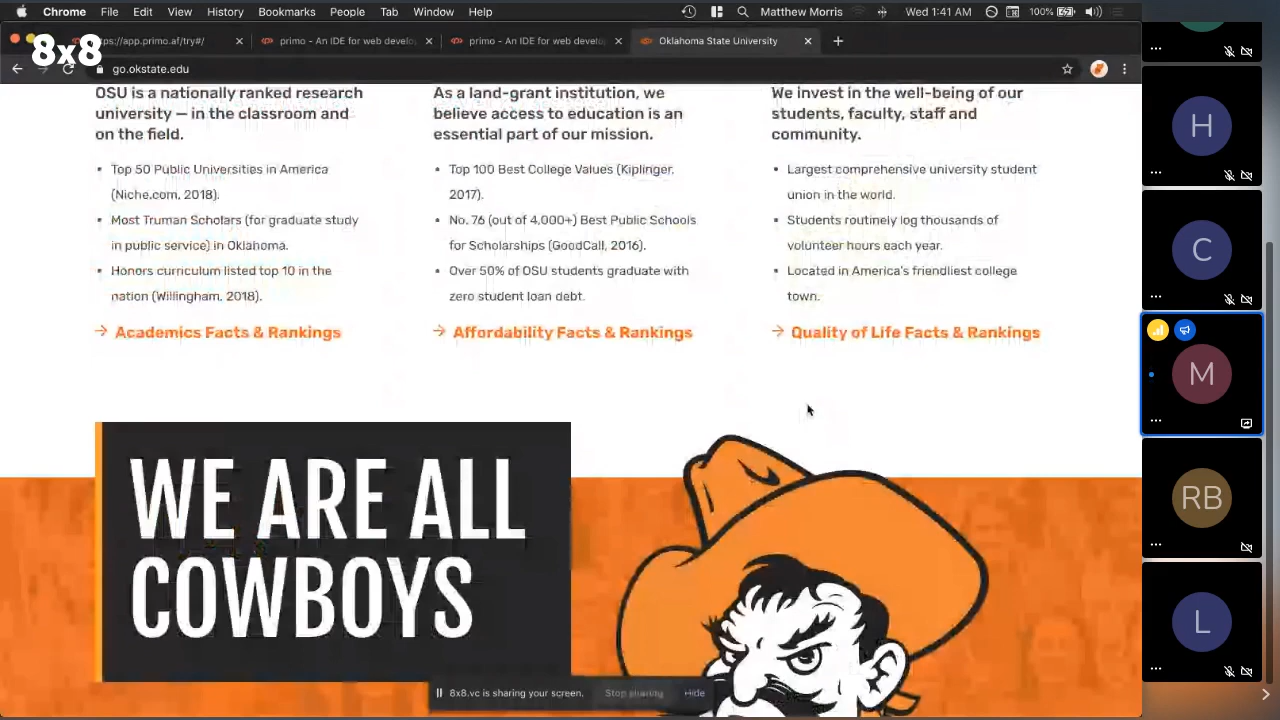 Chrome File Edit View History Bookmarks People Tab Window Help Matthew Morris Wed 1:41 AM 100%
8x8
https://app.primo.af/try#/ primo - An IDE for web develo primo - An IDE for web develo Oklahoma State University
go.okstate.edu
OSU is a nationally ranked research
university — in the classroom and
on the field.
Top 50 Public Universities in America
(Niche.com, 2018).
Most Truman Scholars (for graduate study
in public service) in Oklahoma.
Honors curriculum listed top 10 in the
nation (Willingham, 2018).
Academics Facts & Rankings
As a land-grant institution, we
believe access to education is an
essential part of our mission.
Top 100 Best College Values (Kiplinger,
2017).
No. 76 (out of 4,000+) Best Public Schools
for Scholarships (GoodCall, 2016).
Over 50% of OSU students graduate with
zero student loan debt.
Affordability Facts & Rankings
We invest in the well-being of our
students, faculty, staff and
community.
Largest comprehensive university student
union in the world.
Students routinely log thousands of
volunteer hours each year.
Located in America's friendliest college
town.
Quality of Life Facts & Rankings
WE ARE ALL
COWBOYS
8x8.vc is sharing your screen. Stop sharing Hide
H
C
M
RB
L